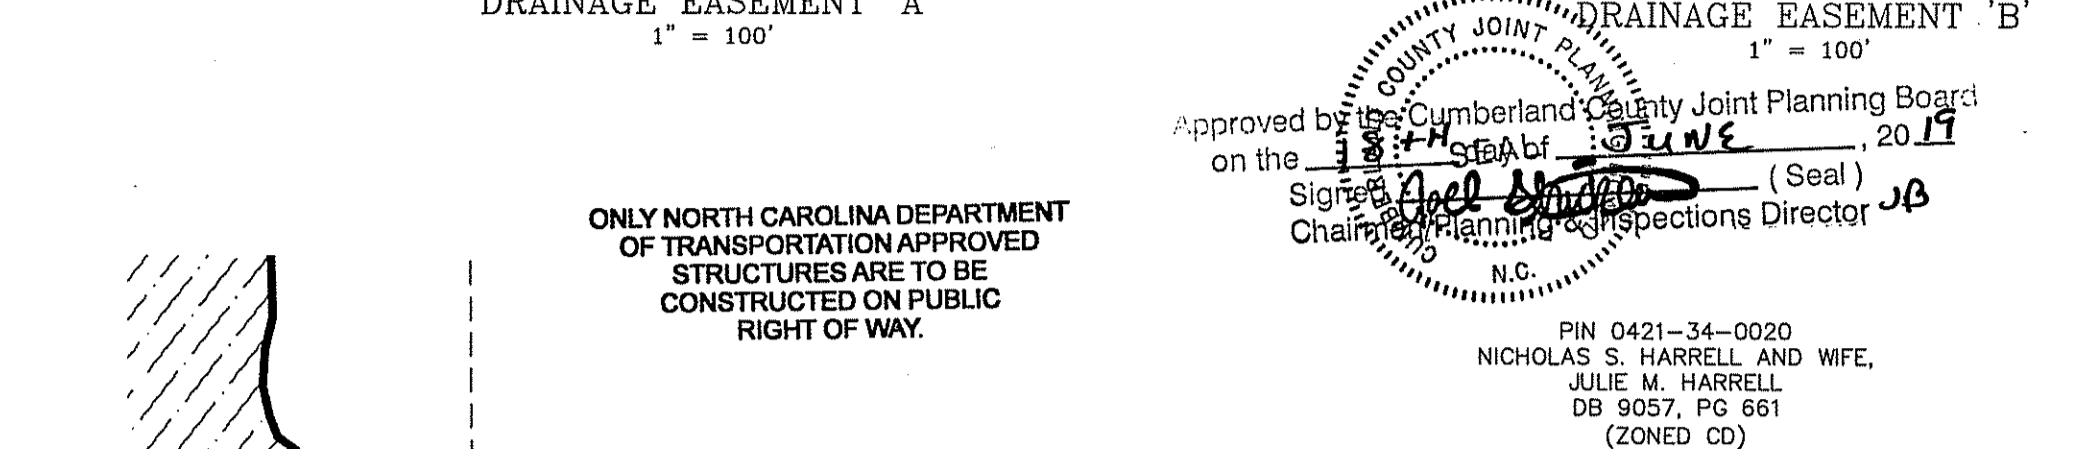 DRAINAGE EASEMENT 'A'
1" = 100'
DRAINAGE EASEMENT 'B'
1" = 100'
CUMBERLAND COUNTY JOINT PLANNING
SEAL
N.C.
Approved by the Cumberland County Joint Planning Board
on the 18TH day of JUNE, 2019
Signed Joel (Seal)
Chairman/Planning & Inspections Director JB
ONLY NORTH CAROLINA DEPARTMENT
OF TRANSPORTATION APPROVED
STRUCTURES ARE TO BE
CONSTRUCTED ON PUBLIC
RIGHT OF WAY.
PIN 0421-34-0020
NICHOLAS S. HARRELL AND WIFE,
JULIE M. HARRELL
DB 9057, PG 661
(ZONED CD)